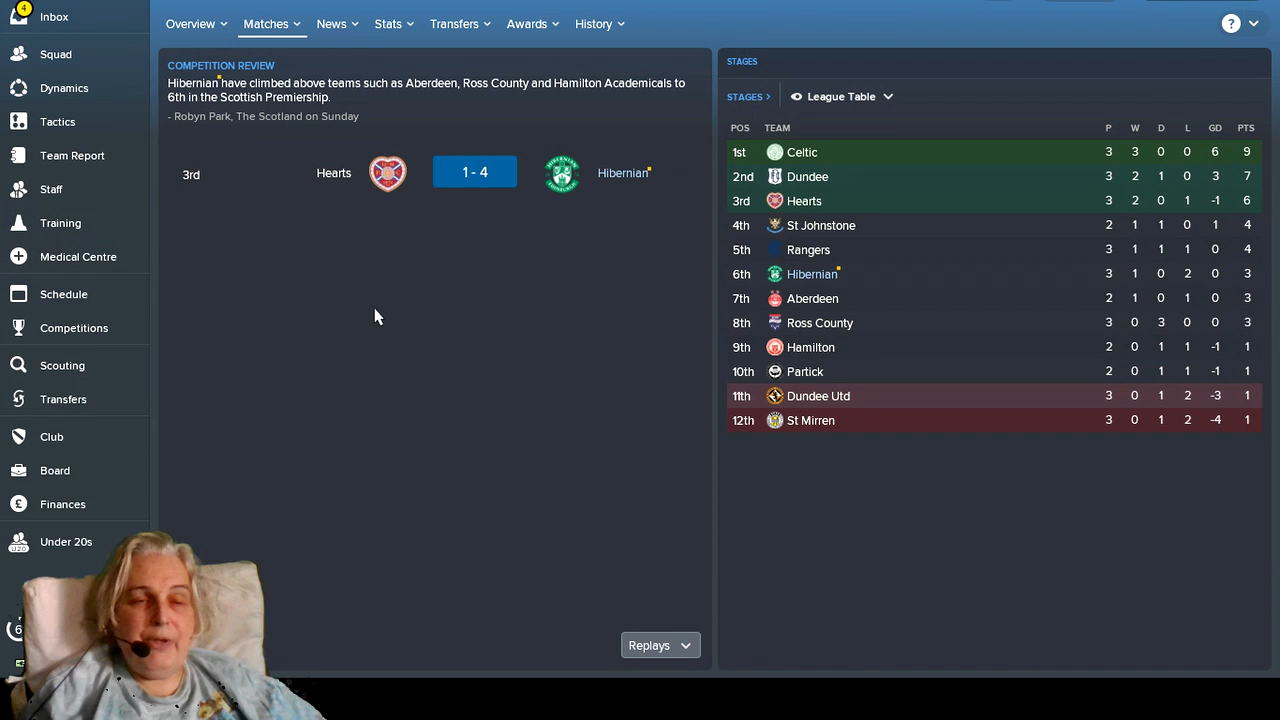 4
Inbox
Overview Matches News Stats Transfers Awards History ?
Squad
Dynamics
Tactics
Team Report
Staff
Training
Medical Centre
Schedule
Competitions
Scouting
Transfers
Club
Board
£ Finances
U20 Under 20s
6
COMPETITION REVIEW
Hibernian have climbed above teams such as Aberdeen, Ross County and Hamilton Academicals to
6th in the Scottish Premiership.
- Robyn Park, The Scotland on Sunday
3rd Hearts 1 - 4 Hibernian
Replays
STAGES
STAGES > League Table
POS TEAM P W D L GD PTS
1st Celtic 3 3 0 0 6 9
2nd Dundee 3 2 1 0 3 7
3rd Hearts 3 2 0 1 -1 6
4th St Johnstone 2 1 1 0 1 4
5th Rangers 3 1 1 1 0 4
6th Hibernian 3 1 0 2 0 3
7th Aberdeen 2 1 0 1 0 3
8th Ross County 3 0 3 0 0 3
9th Hamilton 2 0 1 1 -1 1
10th Partick 2 0 1 1 -1 1
11th Dundee Utd 3 0 1 2 -3 1
12th St Mirren 3 0 1 2 -4 1